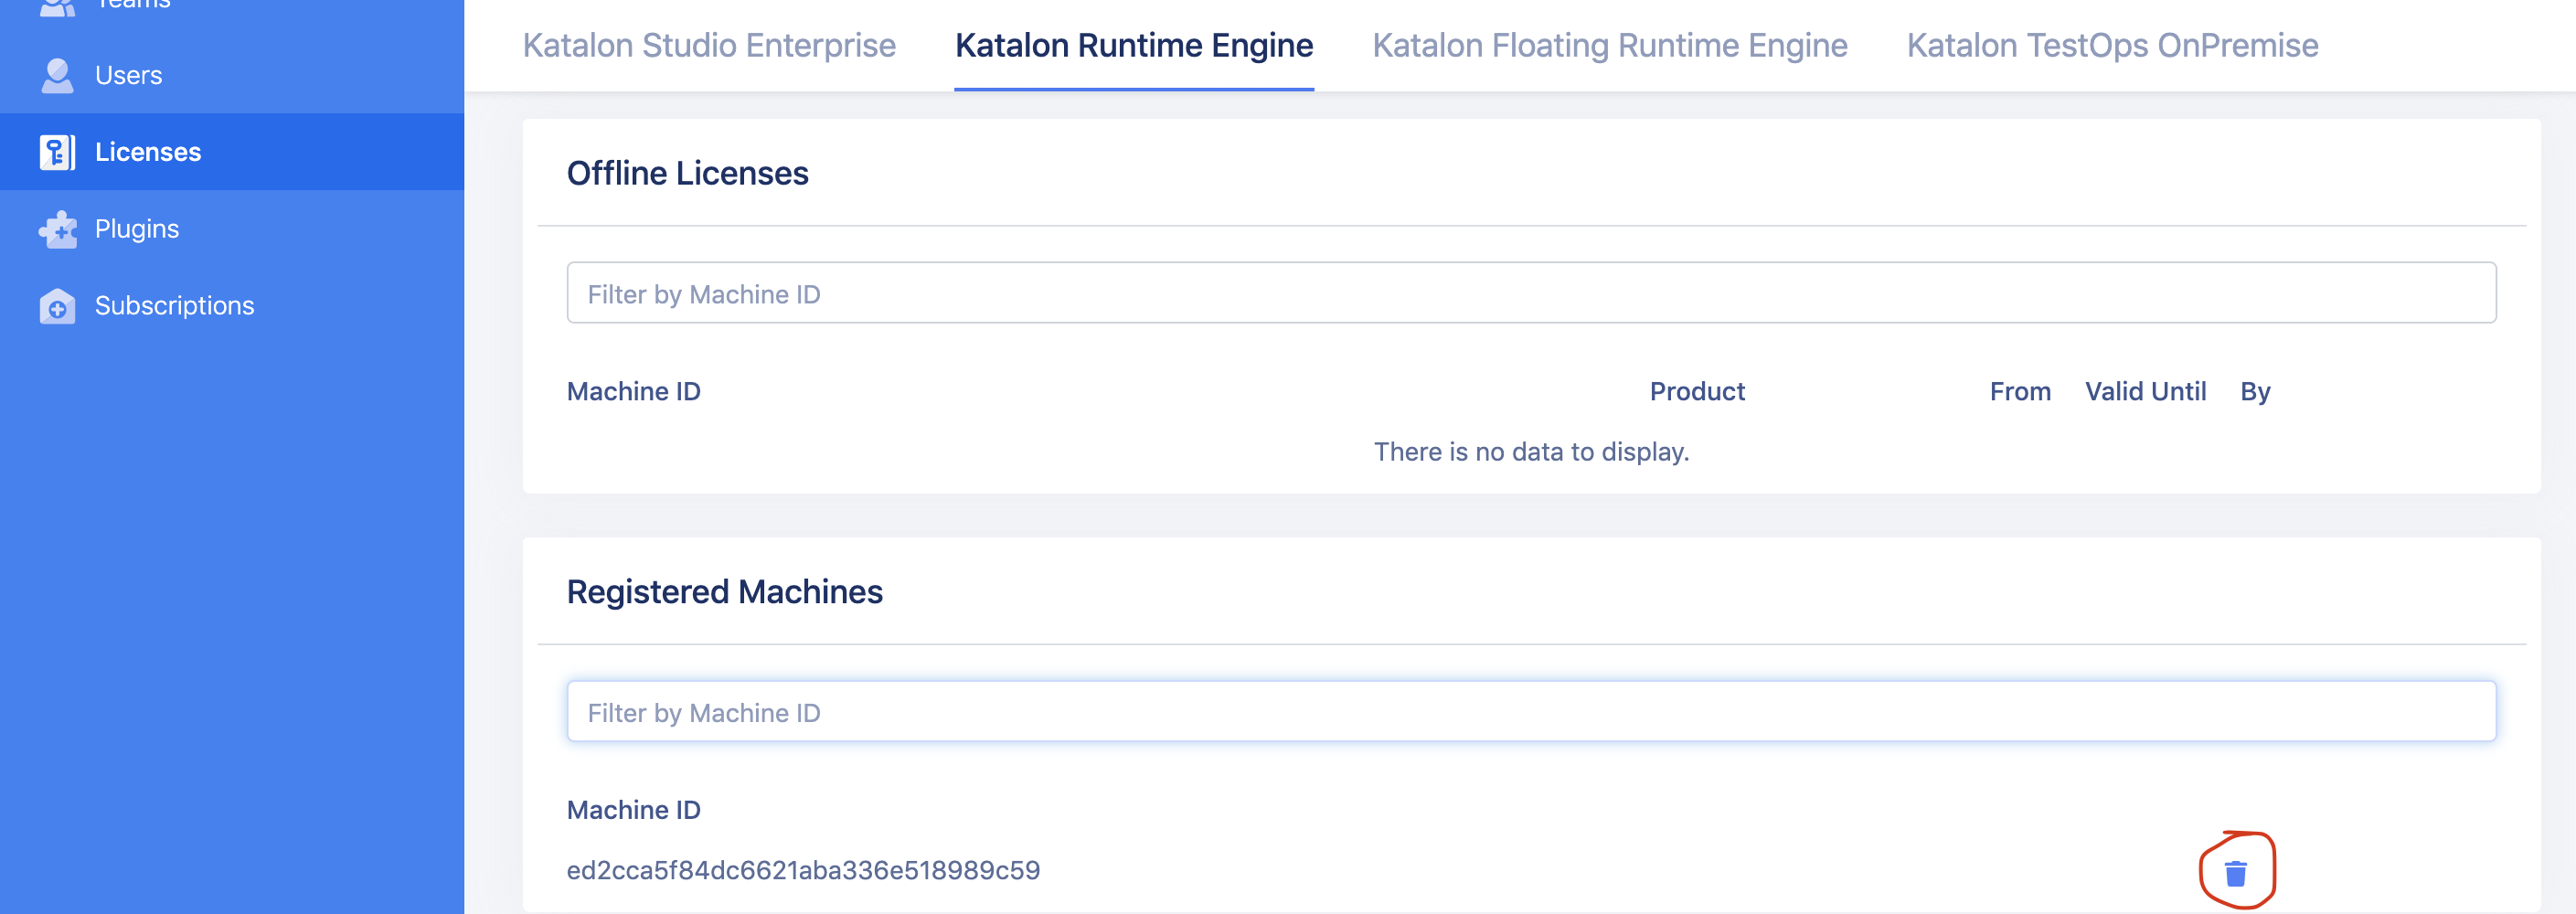 Teams
Users
Licenses
Plugins
Subscriptions
Katalon Studio Enterprise Katalon Runtime Engine Katalon Floating Runtime Engine Katalon TestOps OnPremise
Offline Licenses
Filter by Machine ID
Machine ID Product From Valid Until By
There is no data to display.
Registered Machines
Filter by Machine ID
Machine ID
ed2cca5f84dc6621aba336e518989c59